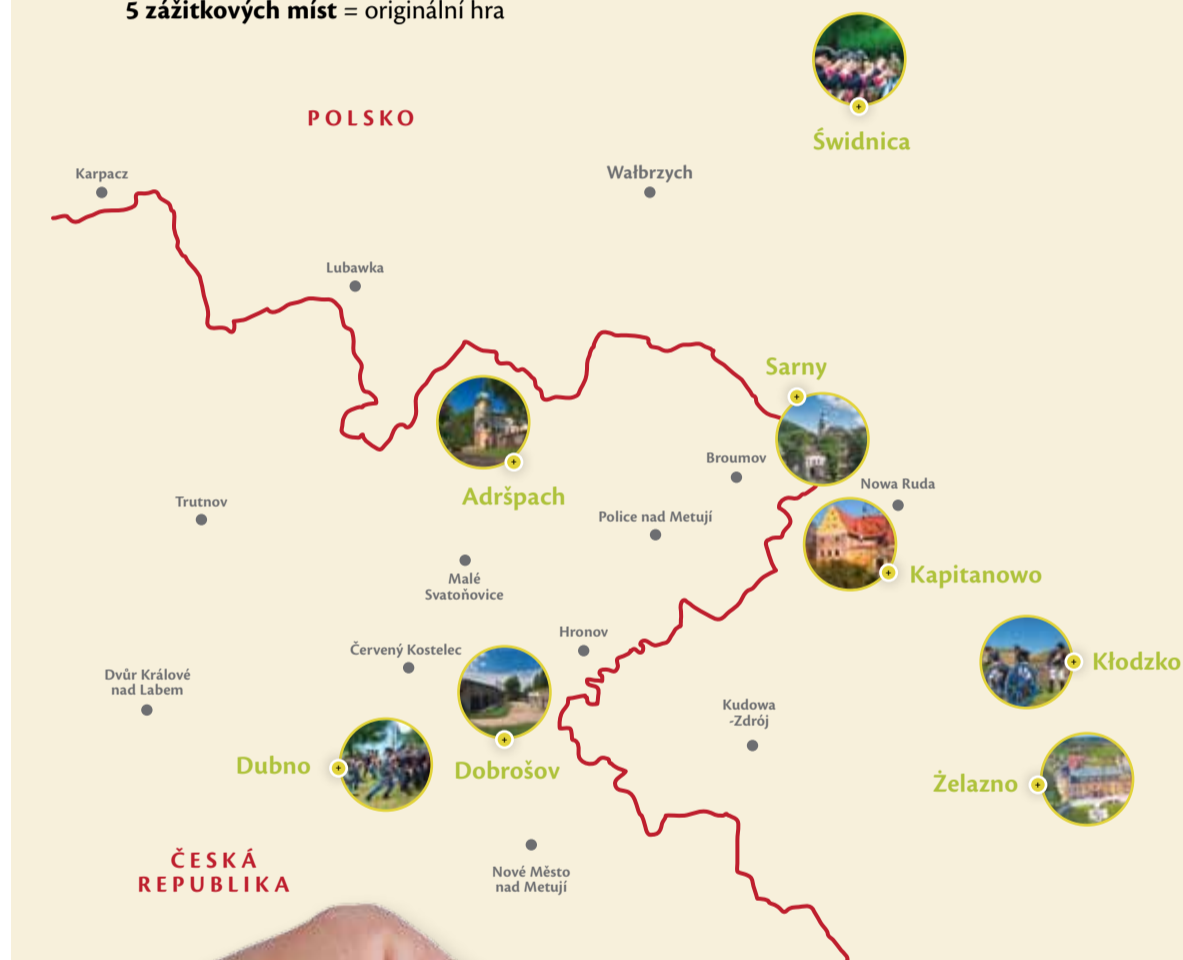 5 zážitkových míst = originální hra
Świdnica
POLSKO
Karpacz
Wałbrzych
Lubawka
Sarny
Broumov
Nowa Ruda
Adršpach
Trutnov
Police nad Metují
Malé
Svatoňovice
Kapitanowo
Hronov
Červený Kostelec
Kłodzko
Dvůr Králové
nad Labem
Kudowa
-Zdrój
Dubno
Dobrošov
Żelazno
ČESKÁ
REPUBLIKA
Nové Město
nad Metují